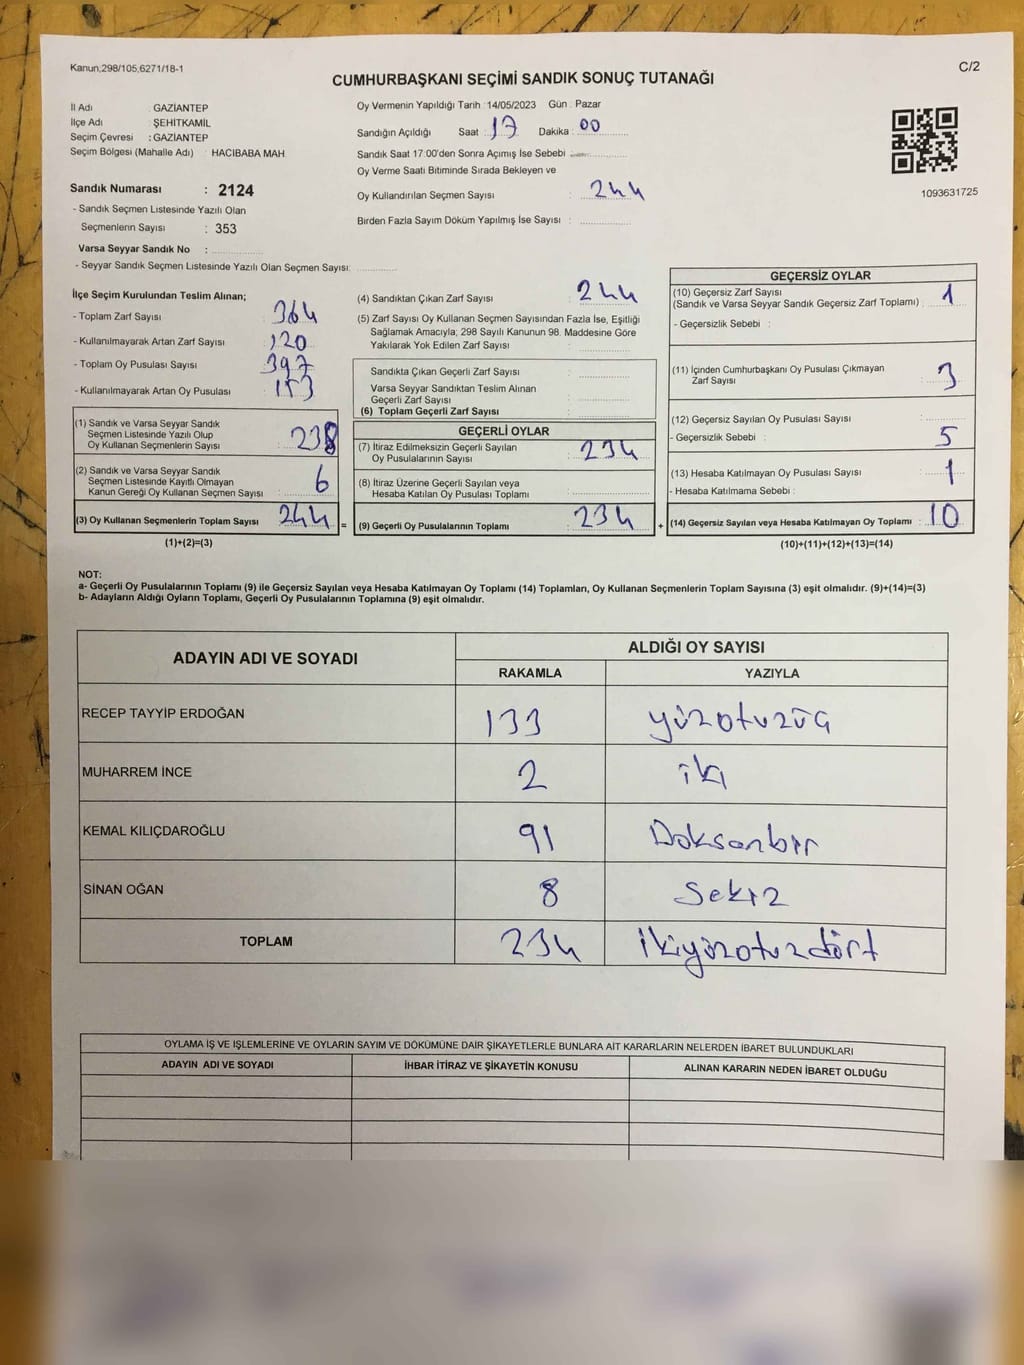 Kanun,298/105,6271/18-1
C/2
CUMHURBAŞKANI SEÇİMİ SANDIK SONUÇ TUTANAĞI
İl Adı : GAZİANTEP
İlçe Adı : ŞEHİTKAMİL
Seçim Çevresi : GAZİANTEP
Seçim Bölgesi (Mahalle Adı) : HACIBABA MAH.
Oy Vermenin Yapıldığı Tarih :14/05/2023 Gün : Pazar
Sandığın Açıldığı Saat : 17 Dakika : 00
Sandık Saat 17:00'den Sonra Açımış İse Sebebi
Oy Verme Saati Bitiminde Sırada Bekleyen ve
Oy Kullandırılan Seçmen Sayısı : 244
Birden Fazla Sayım Döküm Yapılmış İse Sayısı :
1093631725
Sandık Numarası : 2124
- Sandık Seçmen Listesinde Yazılı Olan
Seçmenlerin Sayısı : 353
Varsa Seyyar Sandık No :
- Seyyar Sandık Seçmen Listesinde Yazılı Olan Seçmen Sayısı:
İlçe Seçim Kurulundan Teslim Alınan;
- Toplam Zarf Sayısı 364
- Kullanılmayarak Artan Zarf Sayısı 120
- Toplam Oy Pusulası Sayısı 397
- Kullanılmayarak Artan Oy Pusulası 153
(1) Sandık ve Varsa Seyyar Sandık
Seçmen Listesinde Yazılı Olup
Oy Kullanan Seçmenlerin Sayısı : 238
(2) Sandık ve Varsa Seyyar Sandık
Seçmen Listesinde Kayıtlı Olmayan
Kanun Gereği Oy Kullanan Seçmen Sayısı : 6
(3) Oy Kullanan Seçmenlerin Toplam Sayısı : 244 =
(1)+(2)=(3)
(4) Sandıktan Çıkan Zarf Sayısı : 244
(5) Zarf Sayısı Oy Kullanan Seçmen Sayısından Fazla İse, Eşitliği
Sağlamak Amacıyla; 298 Sayılı Kanunun 98. Maddesine Göre
Yakılarak Yok Edilen Zarf Sayısı :
Sandıkta Çıkan Geçerli Zarf Sayısı :
Varsa Seyyar Sandıktan Teslim Alınan
Geçerli Zarf Sayısı :
(6) Toplam Geçerli Zarf Sayısı :
GEÇERLİ OYLAR
(7) İtiraz Edilmeksizin Geçerli Sayılan
Oy Pusulalarının Sayısı : 234
(8) İtiraz Üzerine Geçerli Sayılan veya
Hesaba Katılan Oy Pusulası Toplamı :
(9) Geçerli Oy Pusulalarının Toplamı : 234 +
GEÇERSİZ OYLAR
(10) Geçersiz Zarf Sayısı
(Sandık ve Varsa Seyyar Sandık Geçersiz Zarf Toplamı) : 1
- Geçersizlik Sebebi :
(11) İçinden Cumhurbaşkanı Oy Pusulası Çıkmayan
Zarf Sayısı : 3
(12) Geçersiz Sayılan Oy Pusulası Sayısı :
- Geçersizlik Sebebi : 5
(13) Hesaba Katılmayan Oy Pusulası Sayısı : 1
- Hesaba Katılmama Sebebi :
(14) Geçersiz Sayılan veya Hesaba Katılmayan Oy Toplamı : 10
(10)+(11)+(12)+(13)=(14)
NOT:
a- Geçerli Oy Pusulalarının Toplamı (9) ile Geçersiz Sayılan veya Hesaba Katılmayan Oy Toplamı (14) Toplamları, Oy Kullanan Seçmenlerin Toplam Sayısına (3) eşit olmalıdır. (9)+(14)=(3)
b- Adayların Aldığı Oyların Toplamı, Geçerli Oy Pusulalarının Toplamına (9) eşit olmalıdır.
ADAYIN ADI VE SOYADI
ALDIĞI OY SAYISI
RAKAMLA YAZIYLA
RECEP TAYYİP ERDOĞAN 133 yüzotuzüç
MUHARREM İNCE 2 iki
KEMAL KILIÇDAROĞLU 91 Doksanbir
SİNAN OĞAN 8 Sekiz
TOPLAM 234 ikiyüzotuzdört
OYLAMA İŞ VE İŞLEMLERİNE VE OYLARIN SAYIM VE DÖKÜMÜNE DAİR ŞİKAYETLERLE BUNLARA AİT KARARLARIN NELERDEN İBARET BULUNDUKLARI
ADAYIN ADI VE SOYADI İHBAR İTİRAZ VE ŞİKAYETİN KONUSU ALINAN KARARIN NEDEN İBARET OLDUĞU